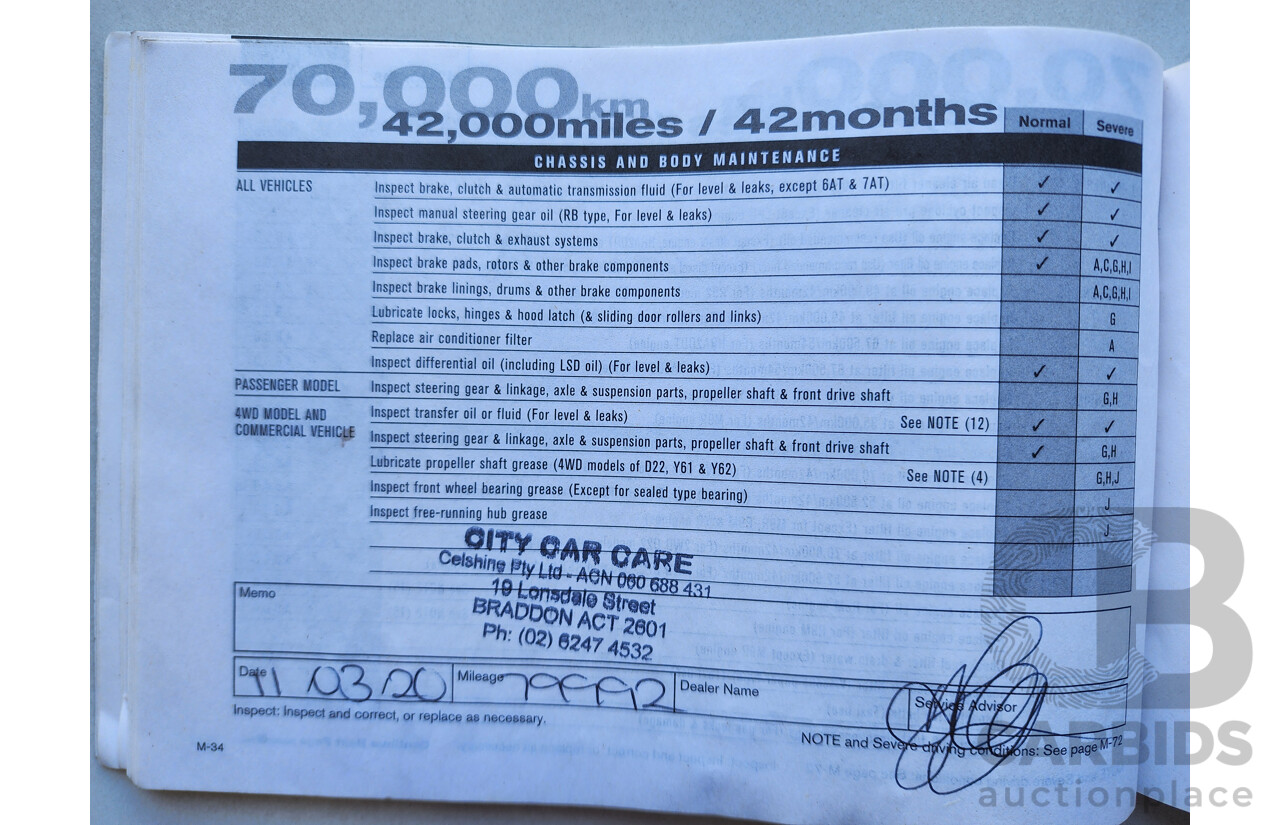 70,000km
42,000miles / 42months
Normal Severe
CHASSIS AND BODY MAINTENANCE
ALL VEHICLES Inspect brake, clutch & automatic transmission fluid (For level & leaks, except 6AT & 7AT) ✓ ✓
Inspect manual steering gear oil (RB type, For level & leaks) ✓ ✓
Inspect brake, clutch & exhaust systems ✓ ✓
Inspect brake pads, rotors & other brake components ✓ A,C,G,H,I
Inspect brake linings, drums & other brake components A,C,G,H,I
Lubricate locks, hinges & hood latch (& sliding door rollers and links) G
Replace air conditioner filter A
Inspect differential oil (including LSD oil) (For level & leaks) ✓ ✓
PASSENGER MODEL Inspect steering gear & linkage, axle & suspension parts, propeller shaft & front drive shaft G,H
4WD MODEL AND
COMMERCIAL VEHICLE
Inspect transfer oil or fluid (For level & leaks) See NOTE (12) ✓ ✓
Inspect steering gear & linkage, axle & suspension parts, propeller shaft & front drive shaft ✓ G,H
Lubricate propeller shaft grease (4WD models of D22, Y61 & Y62) See NOTE (4) G,H,J
Inspect front wheel bearing grease (Except for sealed type bearing) J
Inspect free-running hub grease J
CITY CAR CARE
Celshine Pty Ltd - ACN 060 688 431
19 Lonsdale Street
BRADDON ACT 2601
Ph: (02) 6247 4532
Memo
Date 11 03 20 Mileage 79992 Dealer Name Service Advisor
Inspect: Inspect and correct, or replace as necessary.
NOTE and Severe driving conditions: See page M-72
M-34
CARBIDS
auctionplace